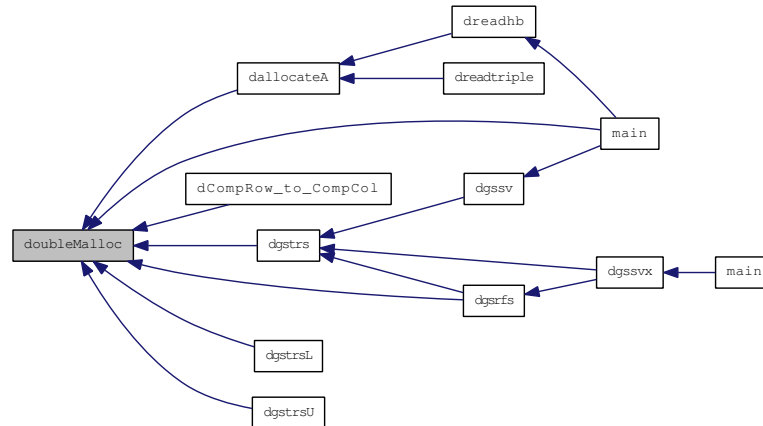 dreadhb
dallocateA
dreadtriple
main
dCompRow_to_CompCol
dgssv
doubleMalloc
dgstrs
dgssvx
main
dgsrfs
dgstrsL
dgstrsU